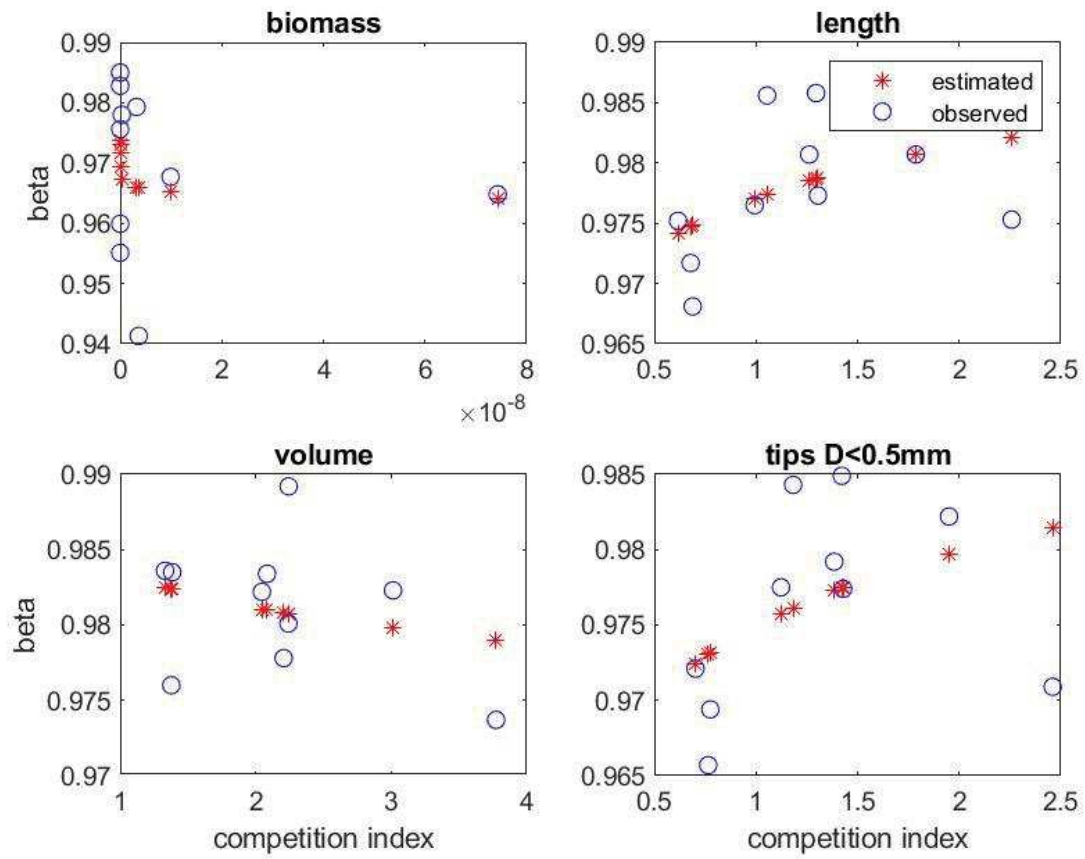 biomass
0.99
0.98
0.97
0.96
0.95
0.94
beta
0 2 4 6 8
×10-8
length
0.99
0.985
0.98
0.975
0.97
0.965
0.5 1 1.5 2 2.5
estimated
observed
volume
0.99
0.985
0.98
0.975
0.97
beta
1 2 3 4
competition index
tips D<0.5mm
0.985
0.98
0.975
0.97
0.965
0.5 1 1.5 2 2.5
competition index